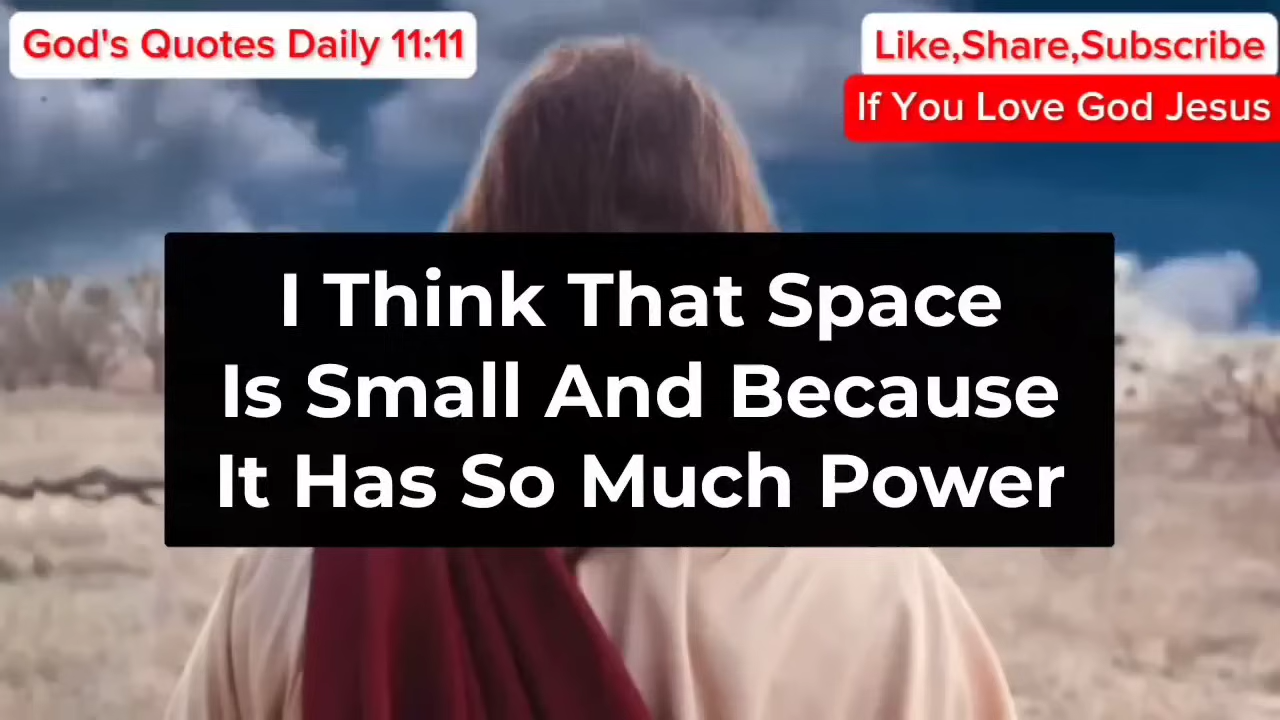 God's Quotes Daily 11:11
Like,Share,Subscribe
If You Love God Jesus
I Think That Space
Is Small And Because
It Has So Much Power